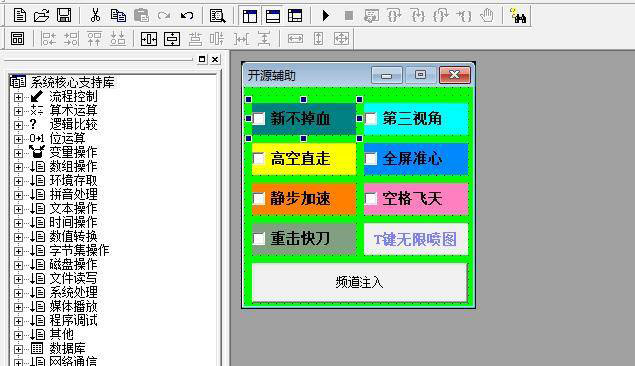 系统核心支持库
流程控制
算术运算
逻辑比较
位运算
变量操作
数组操作
环境存取
拼音处理
文本操作
时间操作
数值转换
字节集操作
磁盘操作
文件读写
系统处理
媒体播放
程序调试
其他
数据库
网络通信
开源辅助
新不掉血 第三视角
高空直走 全屏准心
静步加速 空格飞天
重击快刀 T键无限喷图
频道注入